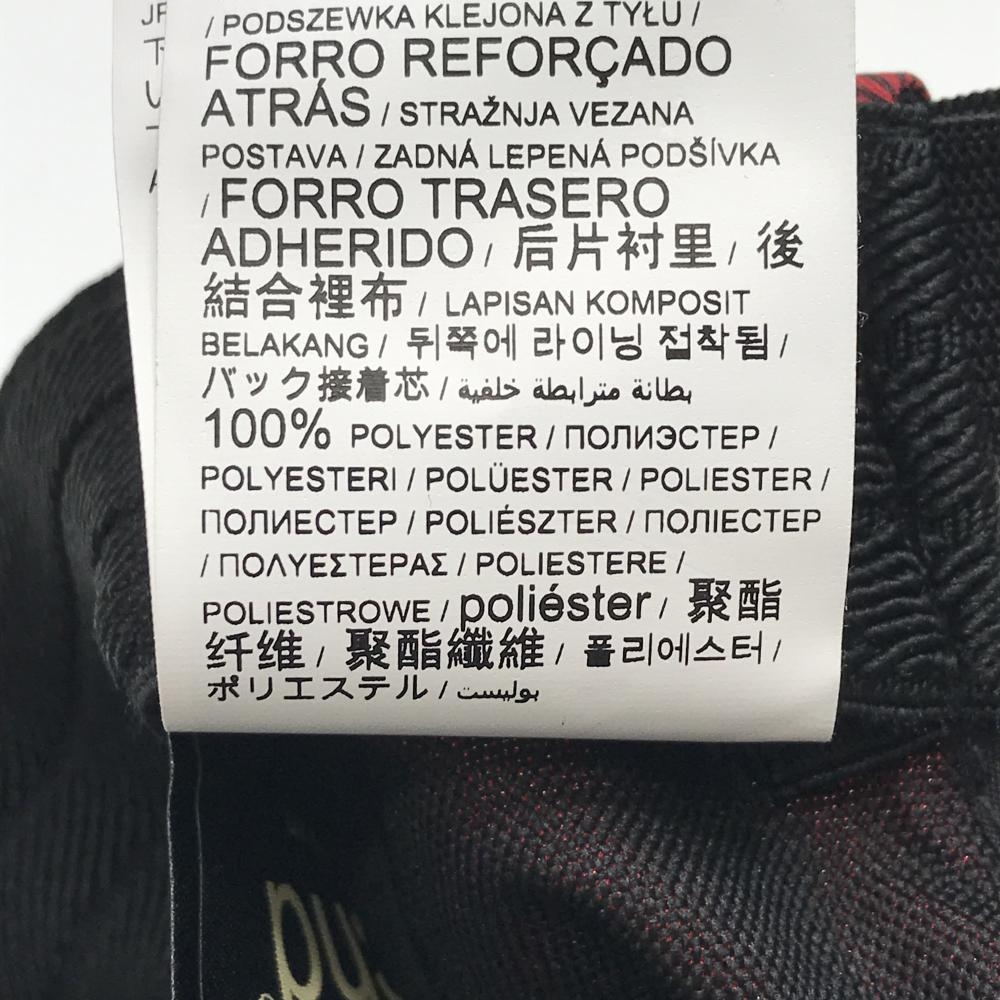 JF
/ PODSZEWKA KLEJONA Z TYŁU /
FORRO REFORÇADO
ATRÁS / STRAŽNJA VEZANA
POSTAVA / ZADNÁ LEPENÁ PODŠÍVKA
/ FORRO TRASERO
ADHERIDO / 后片衬里 / 後
結合裡布 / LAPISAN KOMPOSIT
BELAKANG / 뒤쪽에 라이닝 접착됨 /
バック接着芯 / بطانة مترابطة خلفية
100% POLYESTER / ПОЛИЭСТЕР /
POLYESTERI / POLÜESTER / POLIESTER /
ПОЛИЕСТЕР / POLIÉSZTER / ПОЛІЕСТЕР
/ ΠΟΛΥΕΣΤΕΡΑΣ / POLIESTERE /
POLIESTROWE / poliéster / 聚酯
纤维 / 聚酯纖維 / 폴리에스터 /
ポリエステル / بوليست